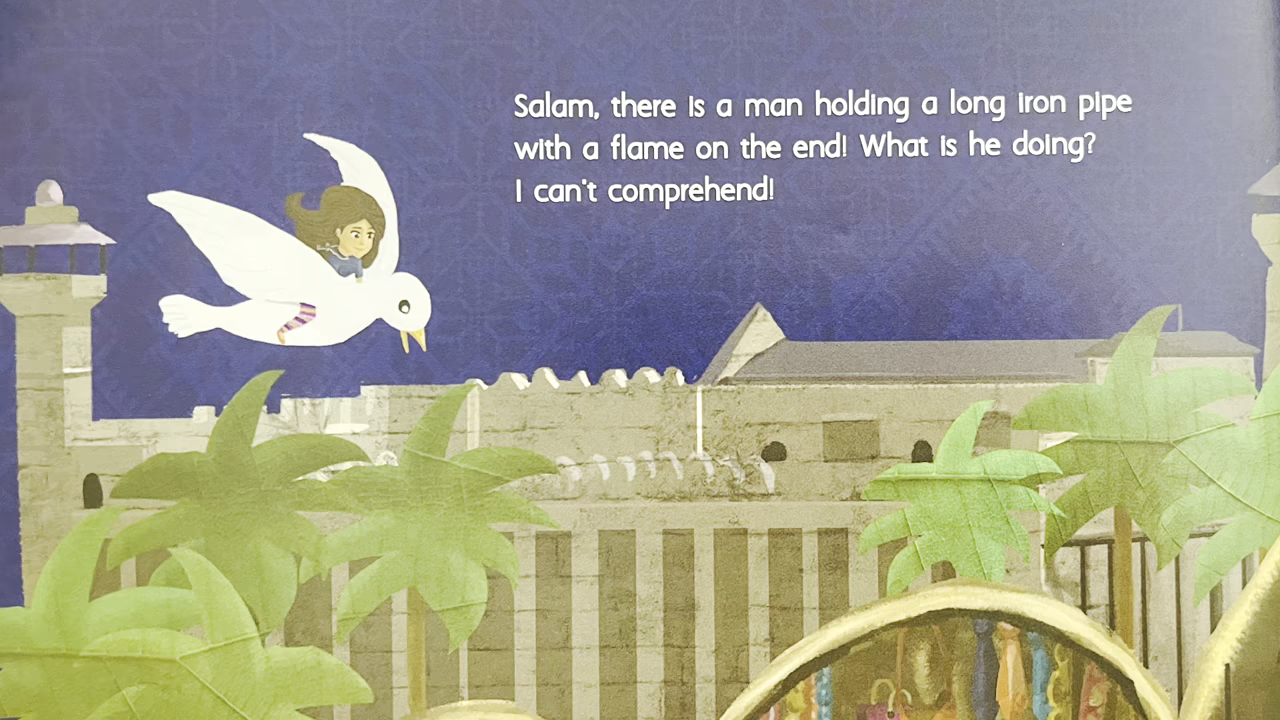 Salam, there is a man holding a long iron pipe
with a flame on the end! What is he doing?
I can't comprehend!